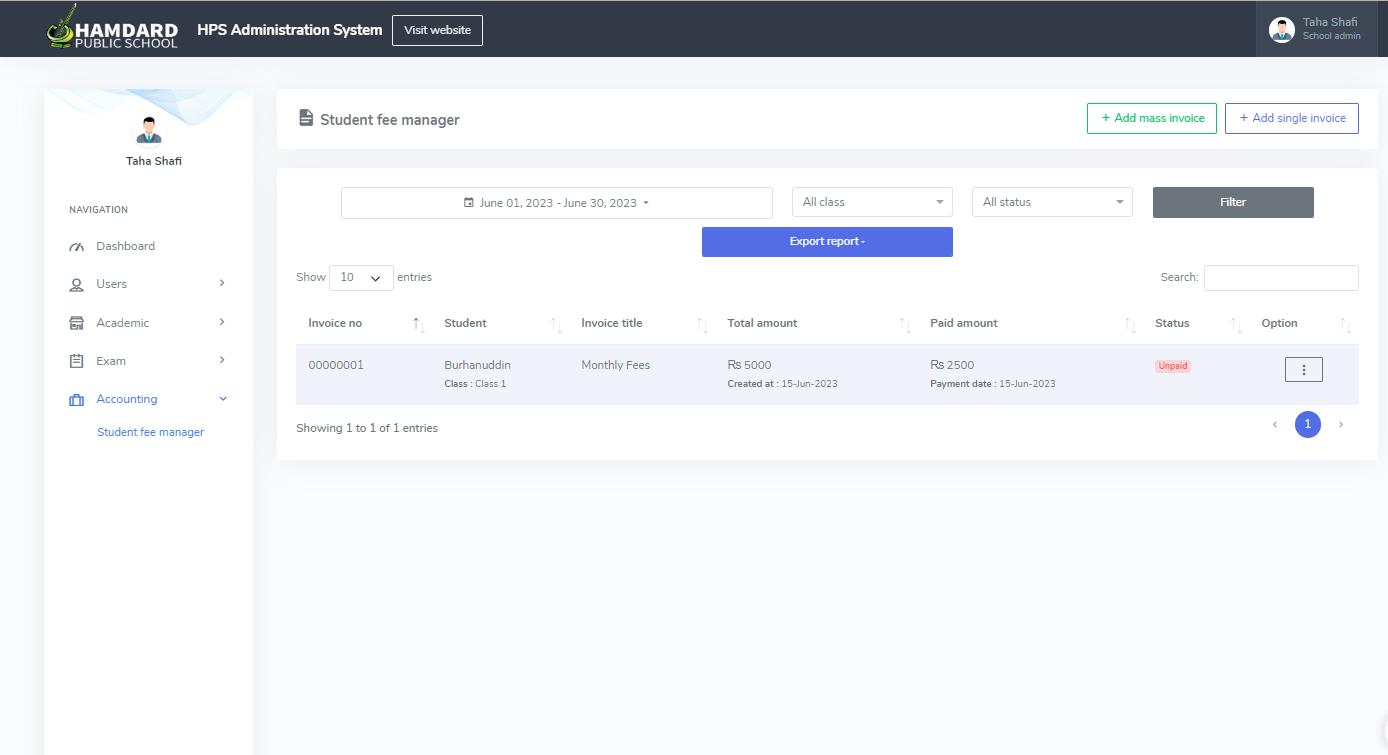 HAMDARD
PUBLIC SCHOOL
HPS Administration System
Visit website
Taha Shafi
School admin
Taha Shafi
NAVIGATION
Dashboard
Users
Academic
Exam
Accounting
Student fee manager
Student fee manager
+ Add mass invoice
+ Add single invoice
June 01, 2023 - June 30, 2023
All class
All status
Filter
Export report -
Show 10 entries
Search:
Invoice no Student Invoice title Total amount Paid amount Status Option
00000001 Burhanuddin Monthly Fees Rs 5000 Rs 2500 Unpaid
Class : Class 1 Created at : 15-Jun-2023 Payment date : 15-Jun-2023
Showing 1 to 1 of 1 entries
‹ 1 ›